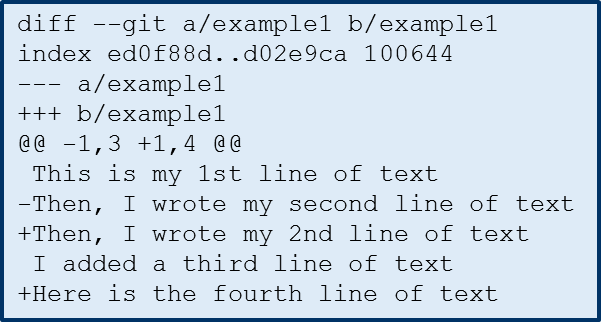 diff --git a/example1 b/example1
index ed0f88d..d02e9ca 100644
--- a/example1
+++ b/example1
@@ -1,3 +1,4 @@
 This is my 1st line of text
-Then, I wrote my second line of text
+Then, I wrote my 2nd line of text
 I added a third line of text
+Here is the fourth line of text